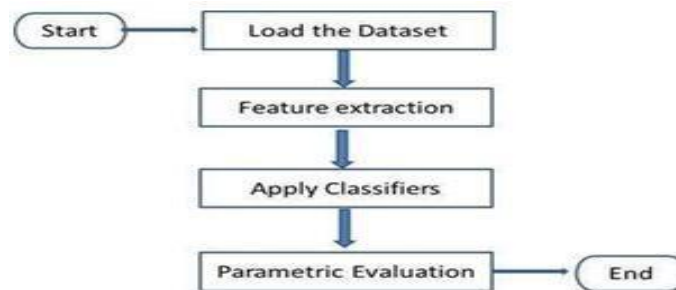 Start
Load the Dataset
Feature extraction
Apply Classifiers
Parametric Evaluation
End